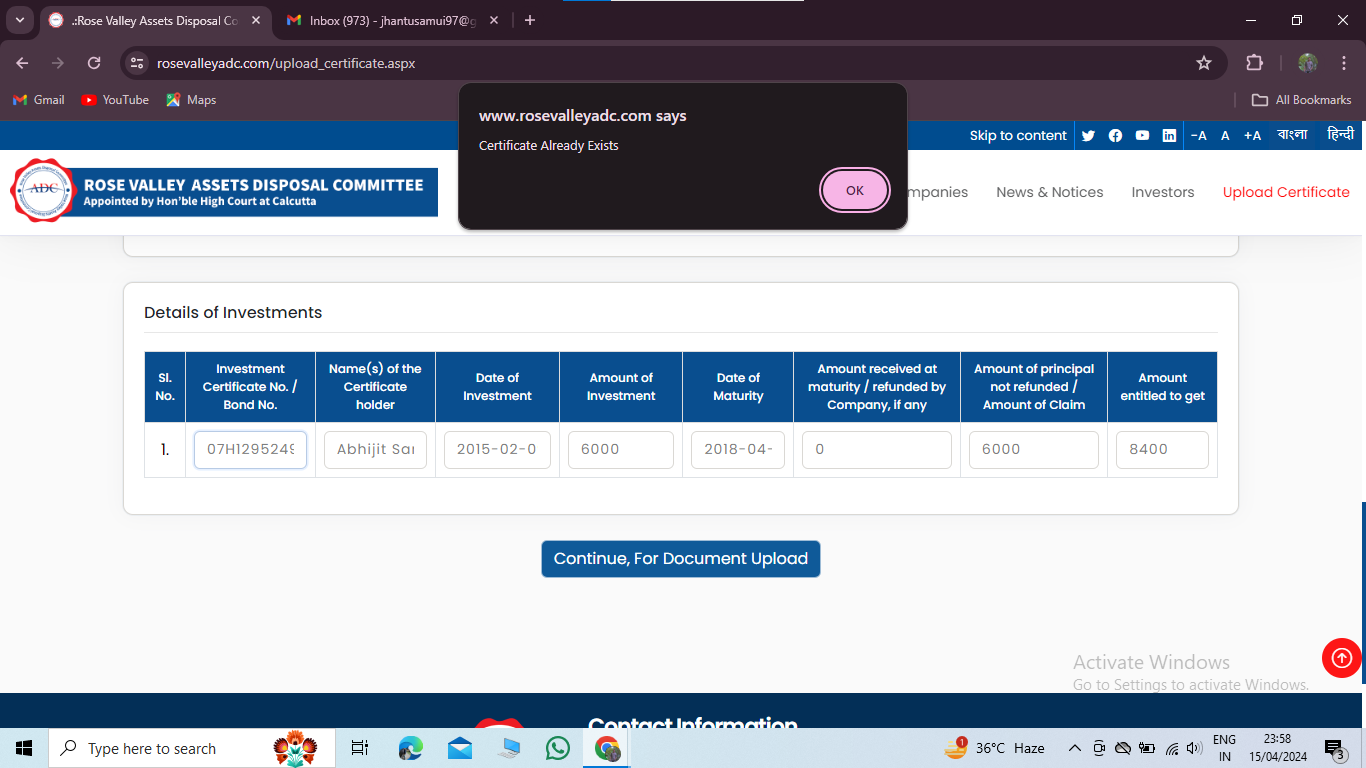 .:Rose Valley Assets Disposal Co
Inbox (973) - jhantusamui97@g
rosevalleyadc.com/upload_certificate.aspx
Gmail
YouTube
Maps
All Bookmarks
www.rosevalleyadc.com says
Certificate Already Exists
OK
Skip to content
-A A +A বাংলা हिन्दी
ADC
ROSE VALLEY ASSETS DISPOSAL COMMITTEE
Appointed by Hon'ble High Court at Calcutta
mpanies
News & Notices
Investors
Upload Certificate
Details of Investments
Sl. No.
Investment Certificate No. / Bond No.
Name(s) of the Certificate holder
Date of Investment
Amount of Investment
Date of Maturity
Amount received at maturity / refunded by Company, if any
Amount of principal not refunded / Amount of Claim
Amount entitled to get
1. 07H1295249 Abhijit Sar 2015-02-0 6000 2018-04- 0 6000 8400
Continue, For Document Upload
Activate Windows
Go to Settings to activate Windows.
Contact Information
Type here to search
1
36°C Haze
ENG
IN
23:58
15/04/2024
3